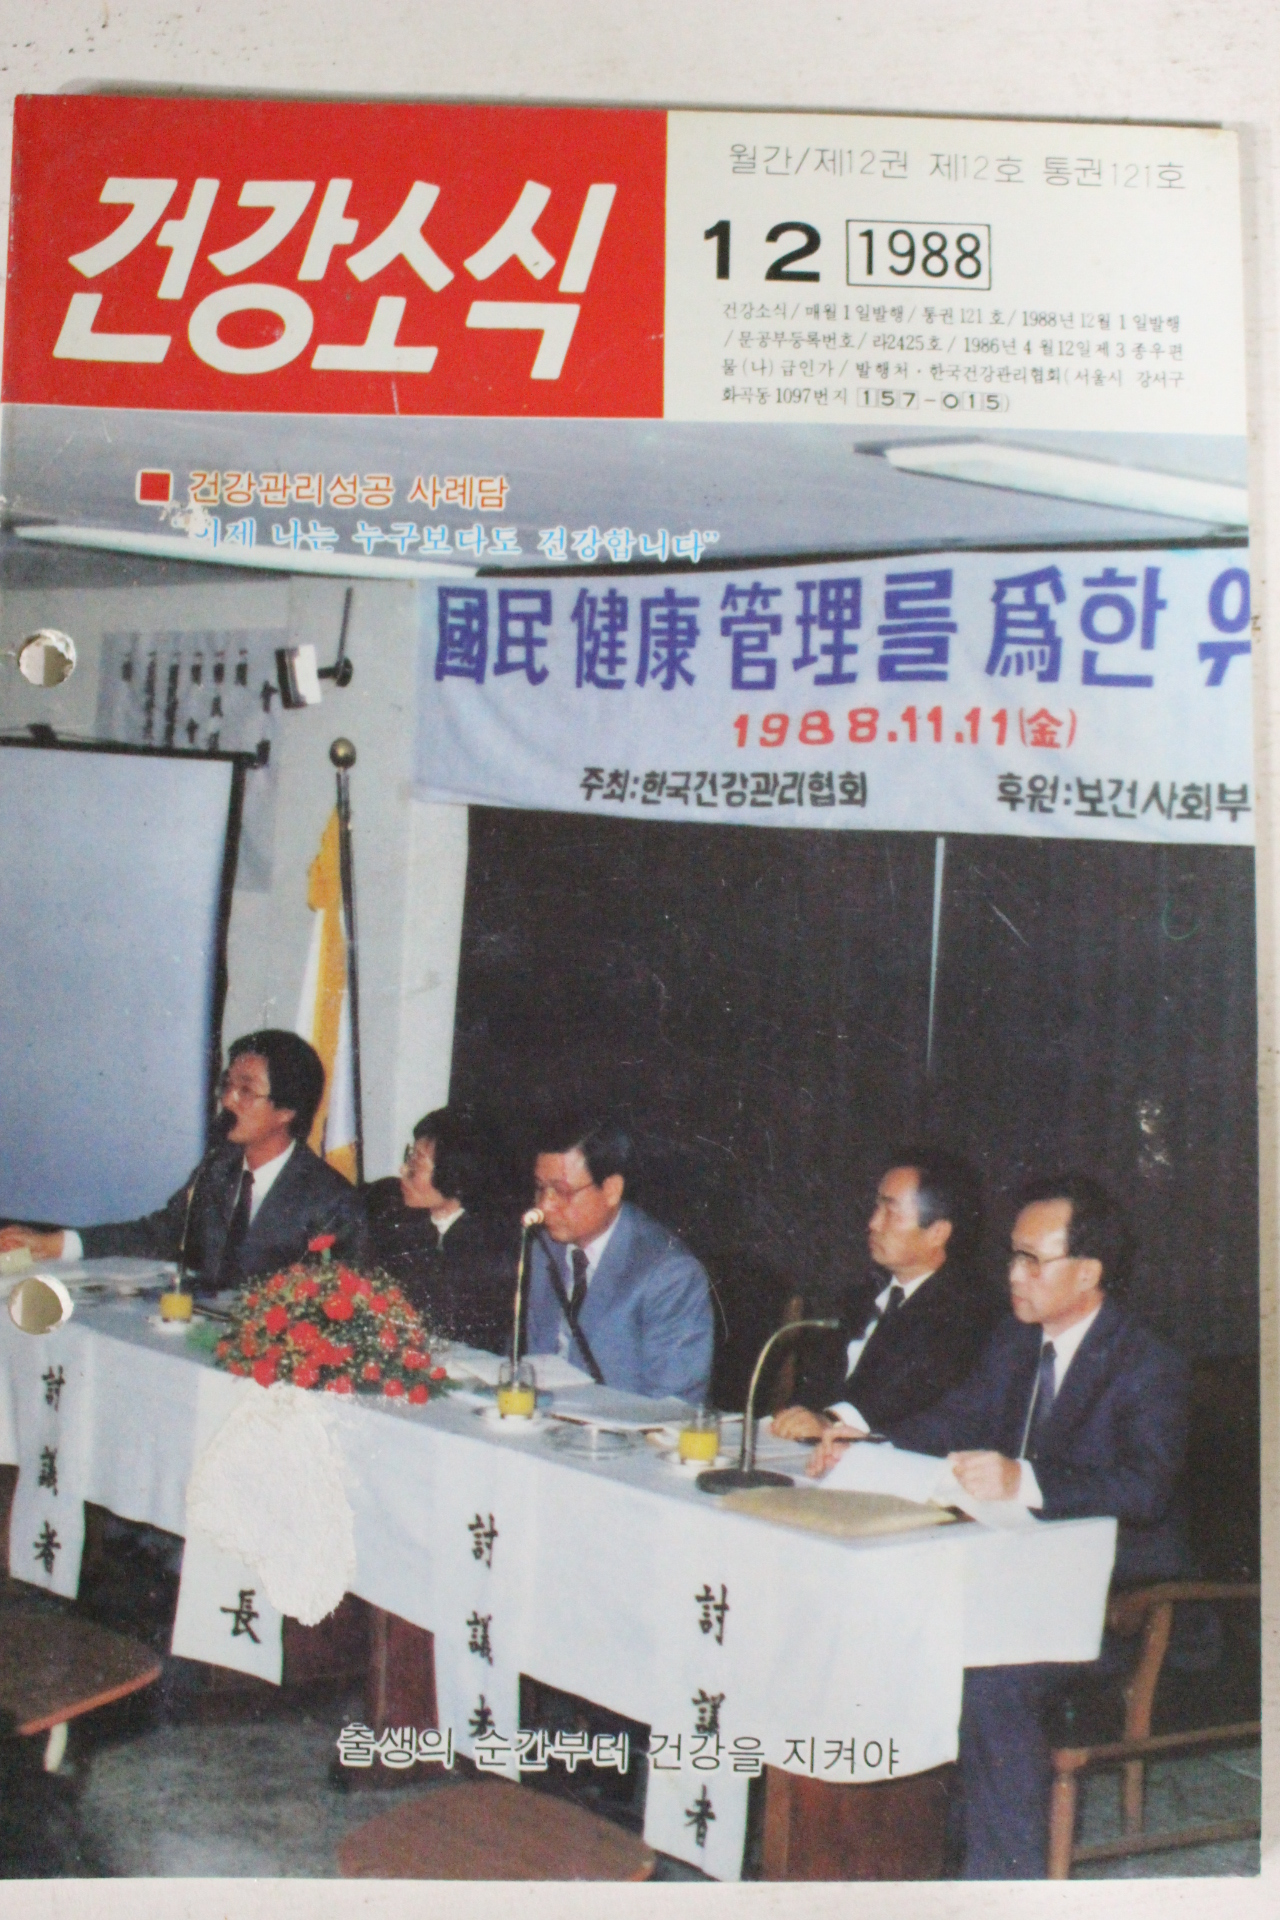 건강소식
월간/제12권 제12호 통권121호
12 1988
건강소식/매월 1일발행/통권 121호/1988년 12월 1일발행
/문공부등록번호/라2425호/1986년 4월12일 제3종우편
물(나)급인가/발행처·한국건강관리협회(서울시 강서구
화곡동 1097번지 157-015)
■ 건강관리성공 사례담
"이제 나는 누구보다도 건강합니다"
國民 健康 管理를 爲한
1988.11.11(金)
주최:한국건강관리협회 후원:보건사회부
討議者
長
討議者
討議者
출생의 순간부터 건강을 지켜야